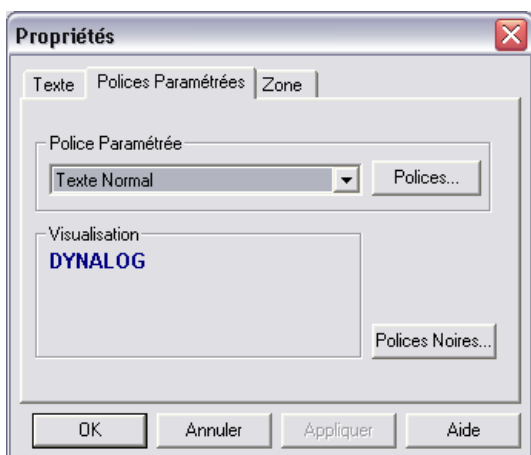 Propriétés
Texte Polices Paramétrées Zone
Police Paramétrée
Texte Normal Polices...
Visualisation
DYNALOG
Polices Noires...
OK Annuler Appliquer Aide